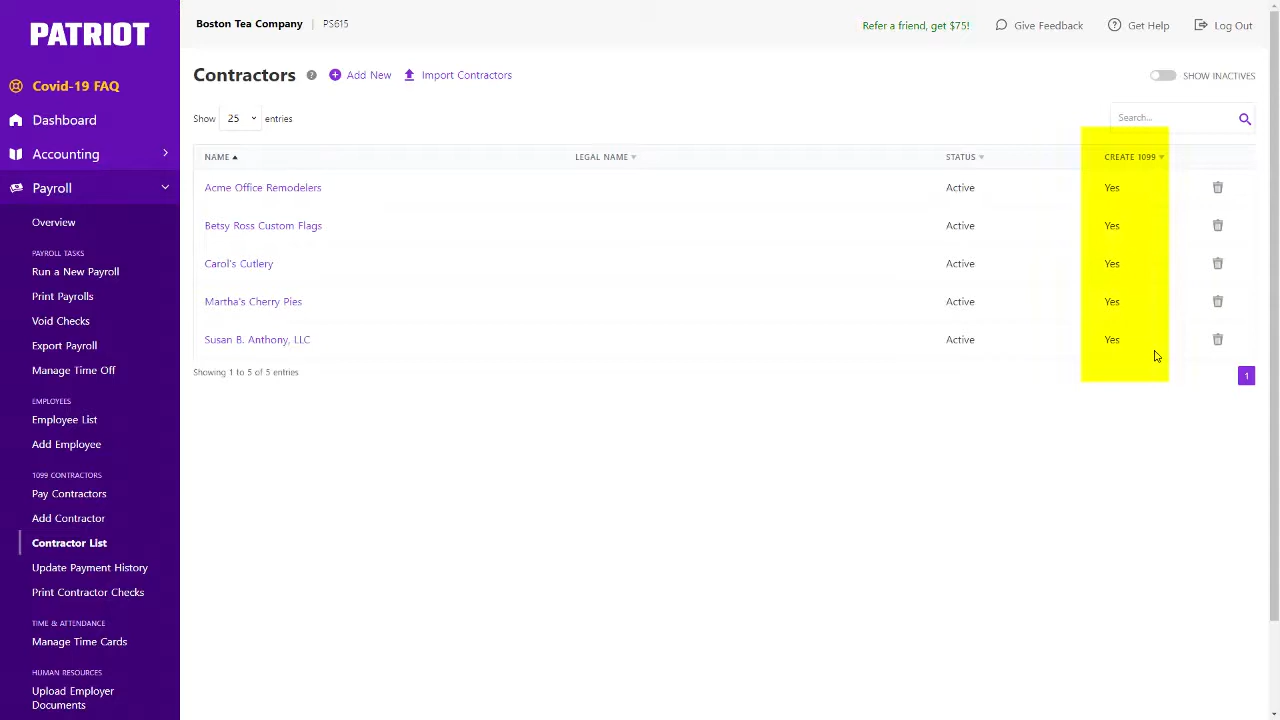 PATRIOT
Covid-19 FAQ
Dashboard
Accounting
Payroll
Overview
PAYROLL TASKS
Run a New Payroll
Print Payrolls
Void Checks
Export Payroll
Manage Time Off
EMPLOYEES
Employee List
Add Employee
1099 CONTRACTORS
Pay Contractors
Add Contractor
Contractor List
Update Payment History
Print Contractor Checks
TIME & ATTENDANCE
Manage Time Cards
HUMAN RESOURCES
Upload Employer
Documents
Boston Tea Company | PS615
Refer a friend, get $75! Give Feedback ? Get Help Log Out
Contractors ? Add New Import Contractors
SHOW INACTIVES
Show 25 entries
Search...
NAME LEGAL NAME STATUS CREATE 1099
Acme Office Remodelers Active Yes
Betsy Ross Custom Flags Active Yes
Carol's Cutlery Active Yes
Martha's Cherry Pies Active Yes
Susan B. Anthony, LLC Active Yes
Showing 1 to 5 of 5 entries
1